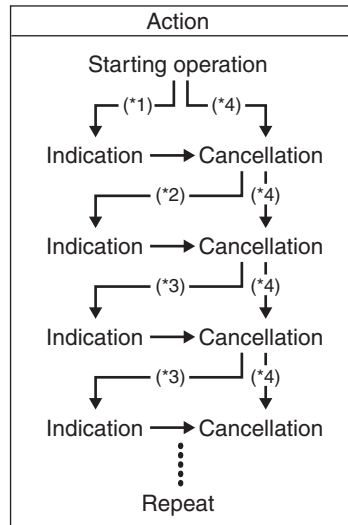 Action
Starting operation
(*1) (*4)
Indication Cancellation
(*2) (*4)
Indication Cancellation
(*3) (*4)
Indication Cancellation
(*3) (*4)
Indication Cancellation
Repeat